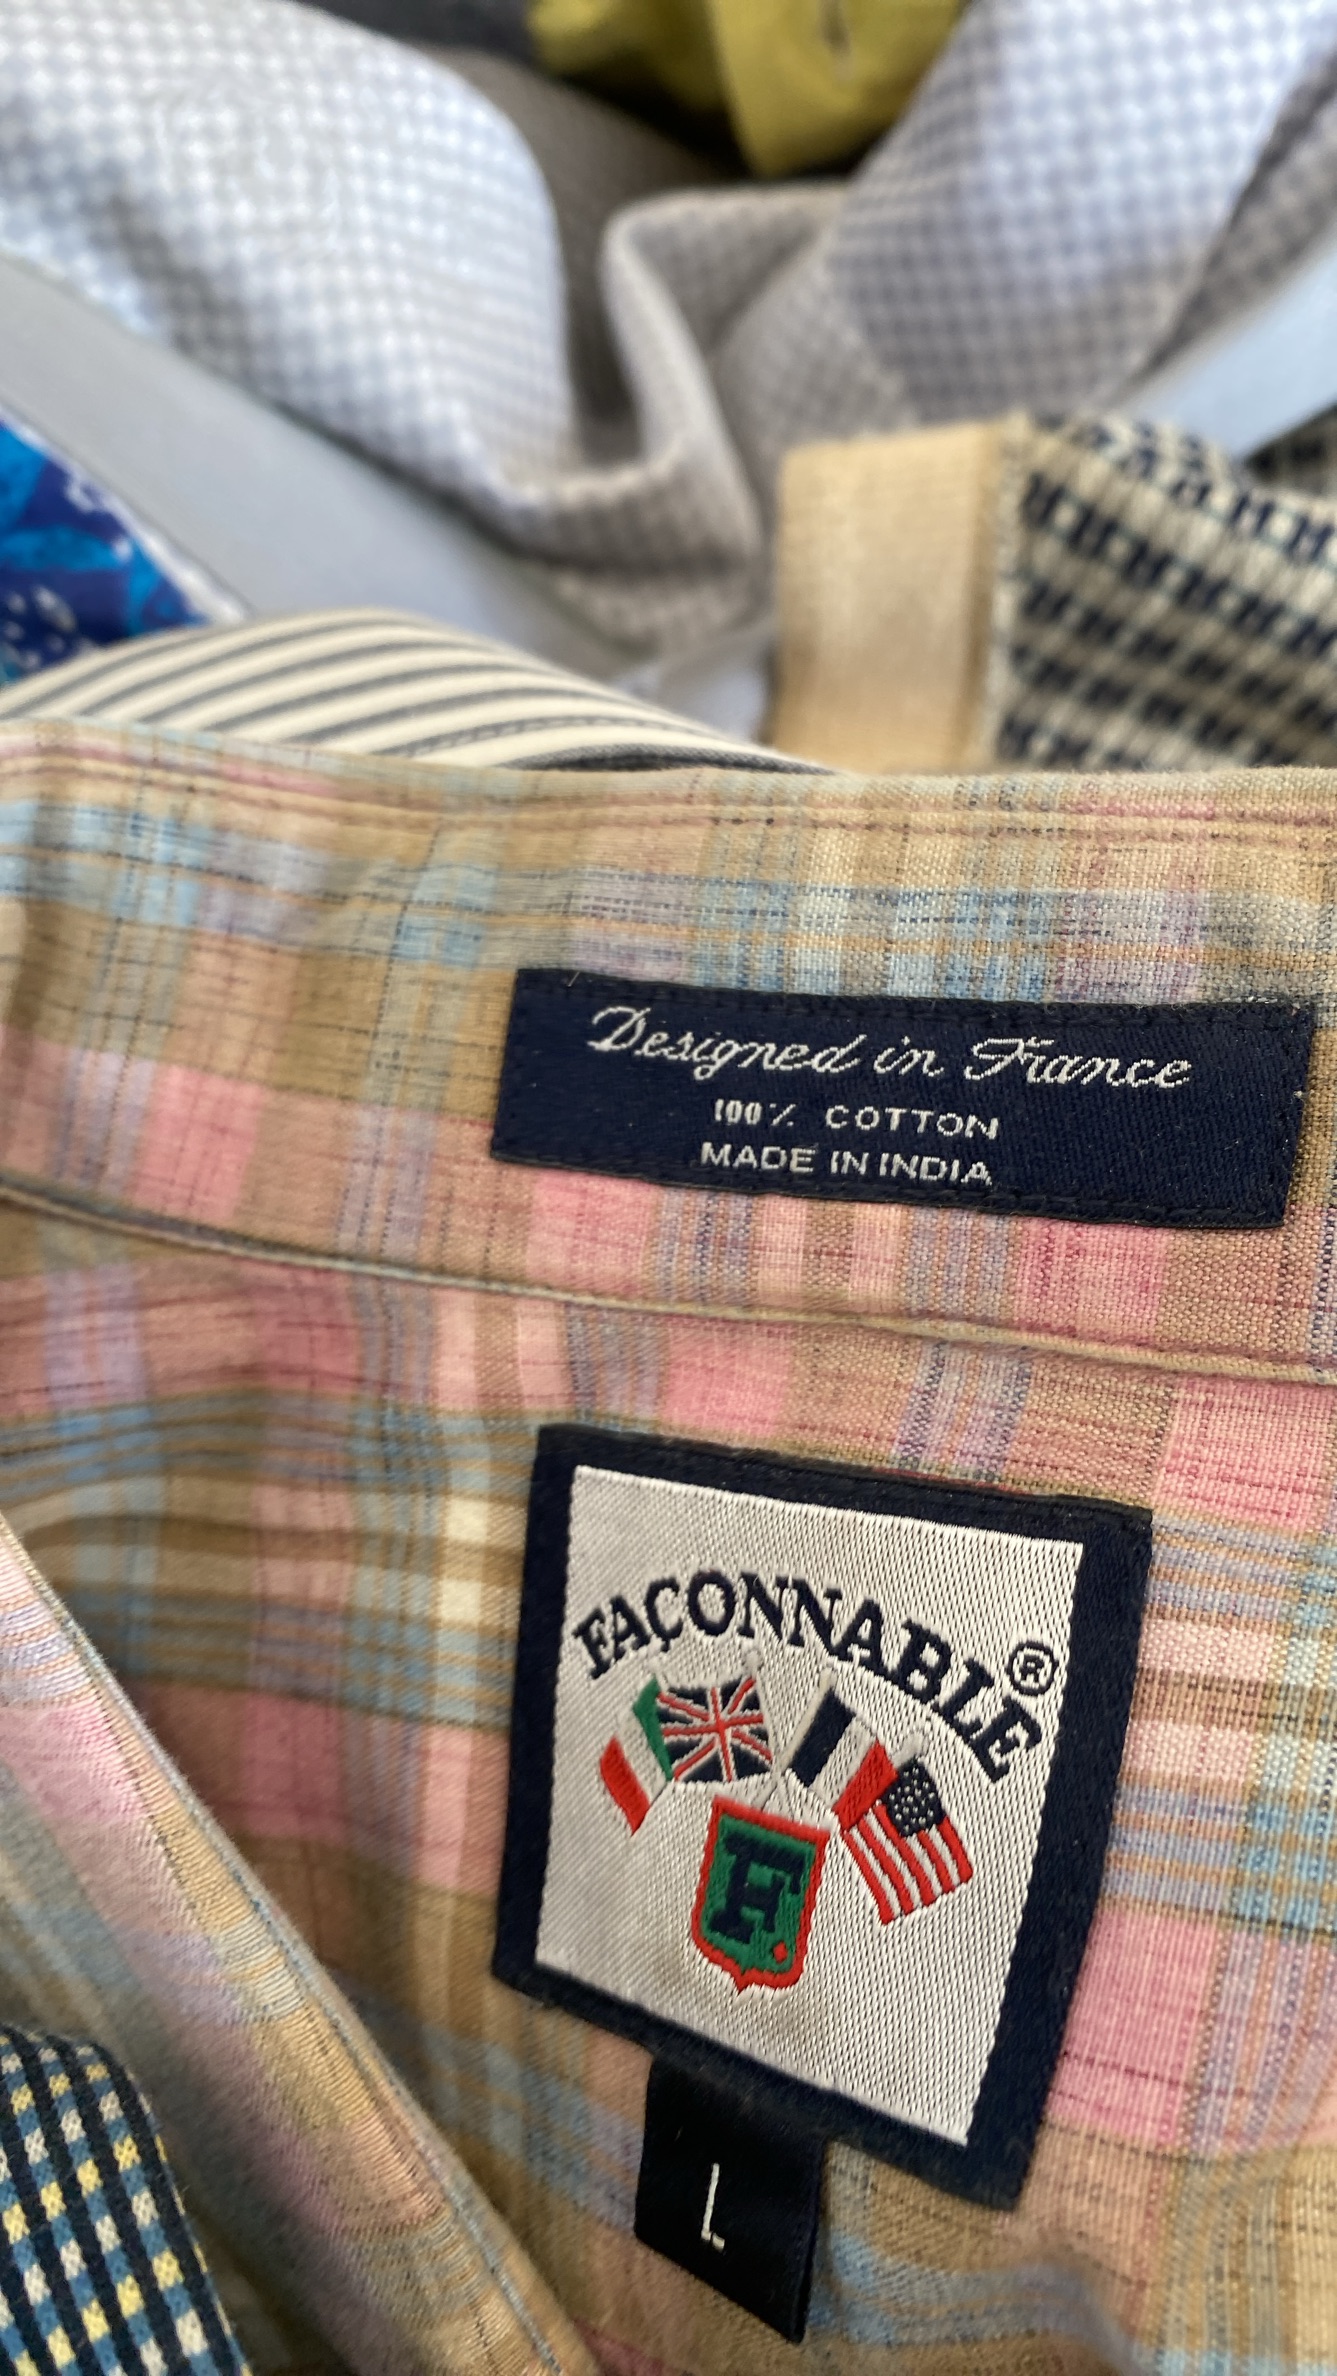 Designed in France
100% COTTON
MADE IN INDIA
FAÇONNABLE®
F
L